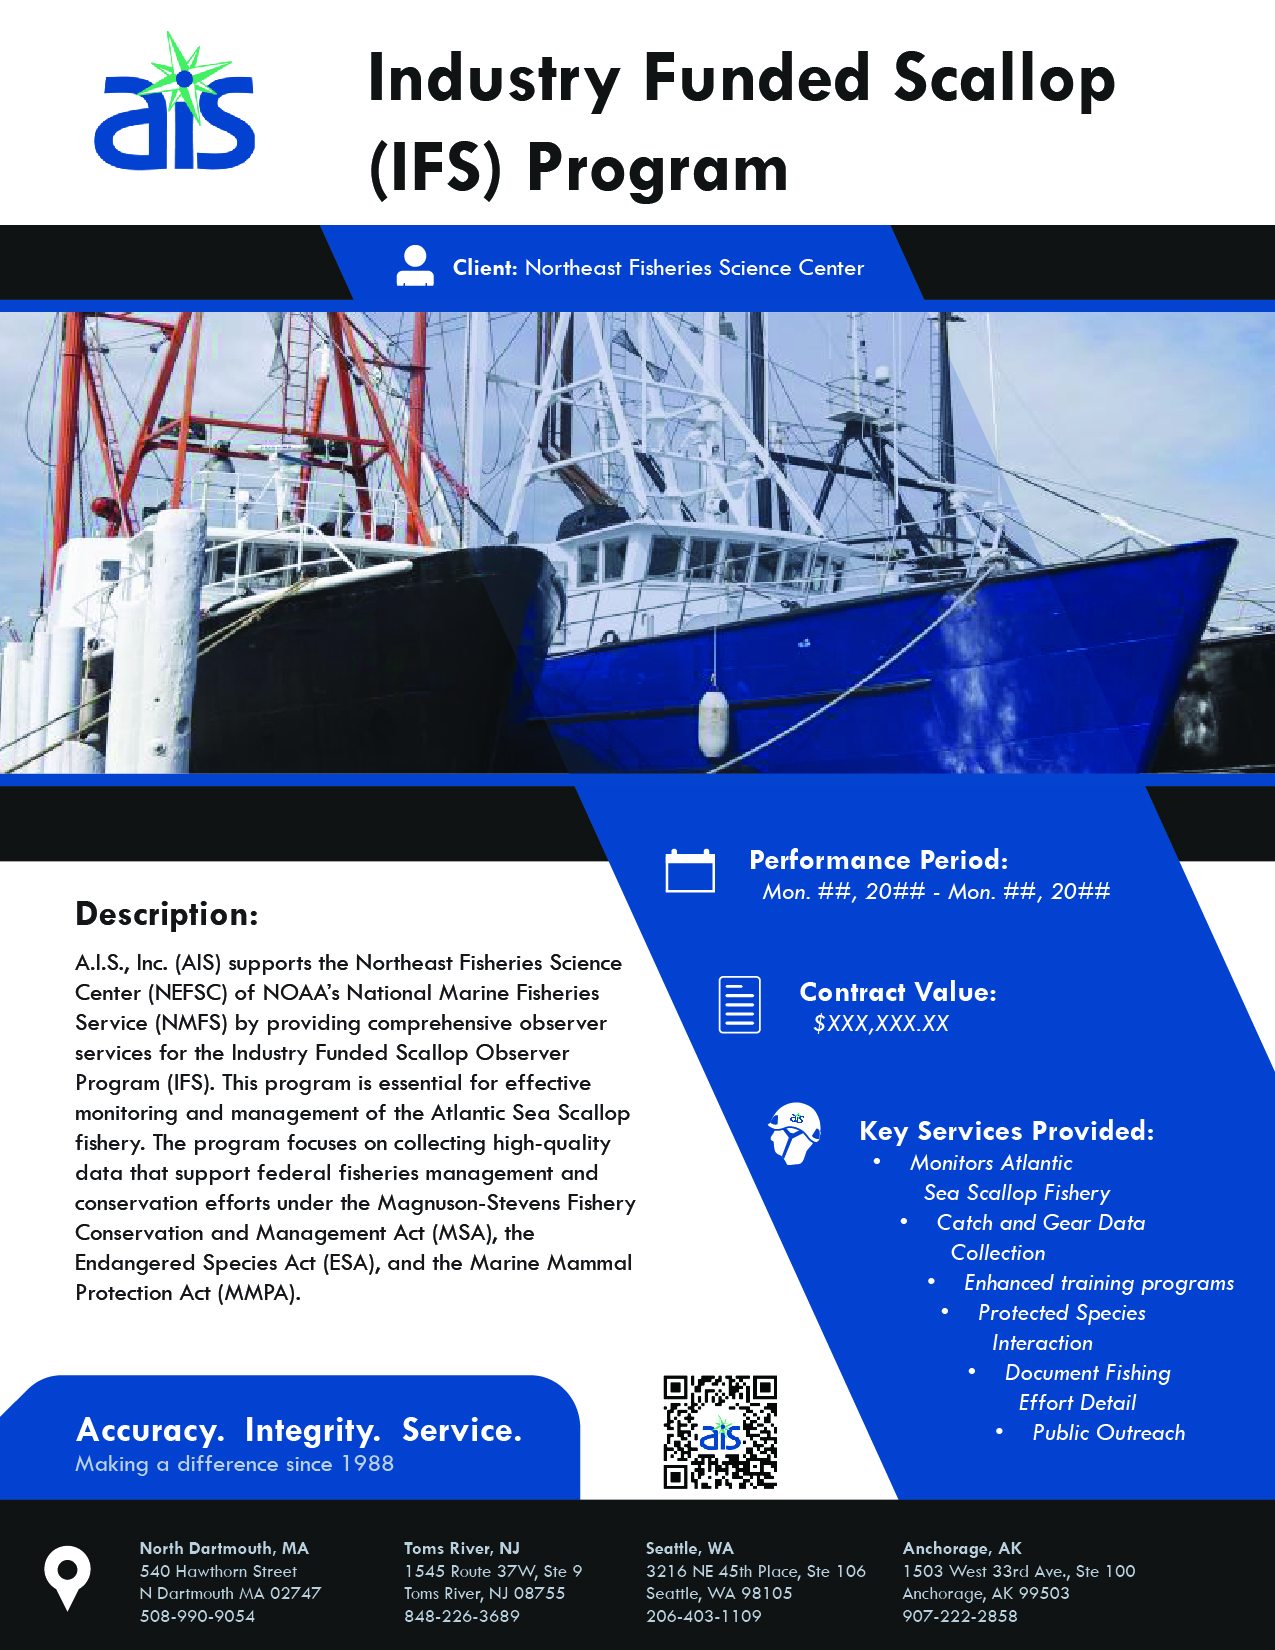 ais
Industry Funded Scallop
(IFS) Program
Client: Northeast Fisheries Science Center
Performance Period:
Mon. ##, 20## - Mon. ##, 20##
Description:
A.I.S., Inc. (AIS) supports the Northeast Fisheries Science
Center (NEFSC) of NOAA’s National Marine Fisheries
Service (NMFS) by providing comprehensive observer
services for the Industry Funded Scallop Observer
Program (IFS). This program is essential for effective
monitoring and management of the Atlantic Sea Scallop
fishery. The program focuses on collecting high-quality
data that support federal fisheries management and
conservation efforts under the Magnuson-Stevens Fishery
Conservation and Management Act (MSA), the
Endangered Species Act (ESA), and the Marine Mammal
Protection Act (MMPA).
Contract Value:
$XXX,XXX.XX
ais
Key Services Provided:
• Monitors Atlantic
Sea Scallop Fishery
• Catch and Gear Data
Collection
• Enhanced training programs
• Protected Species
Interaction
• Document Fishing
Effort Detail
• Public Outreach
Accuracy. Integrity. Service.
Making a difference since 1988
ais
North Dartmouth, MA
540 Hawthorn Street
N Dartmouth MA 02747
508-990-9054
Toms River, NJ
1545 Route 37W, Ste 9
Toms River, NJ 08755
848-226-3689
Seattle, WA
3216 NE 45th Place, Ste 106
Seattle, WA 98105
206-403-1109
Anchorage, AK
1503 West 33rd Ave., Ste 100
Anchorage, AK 99503
907-222-2858